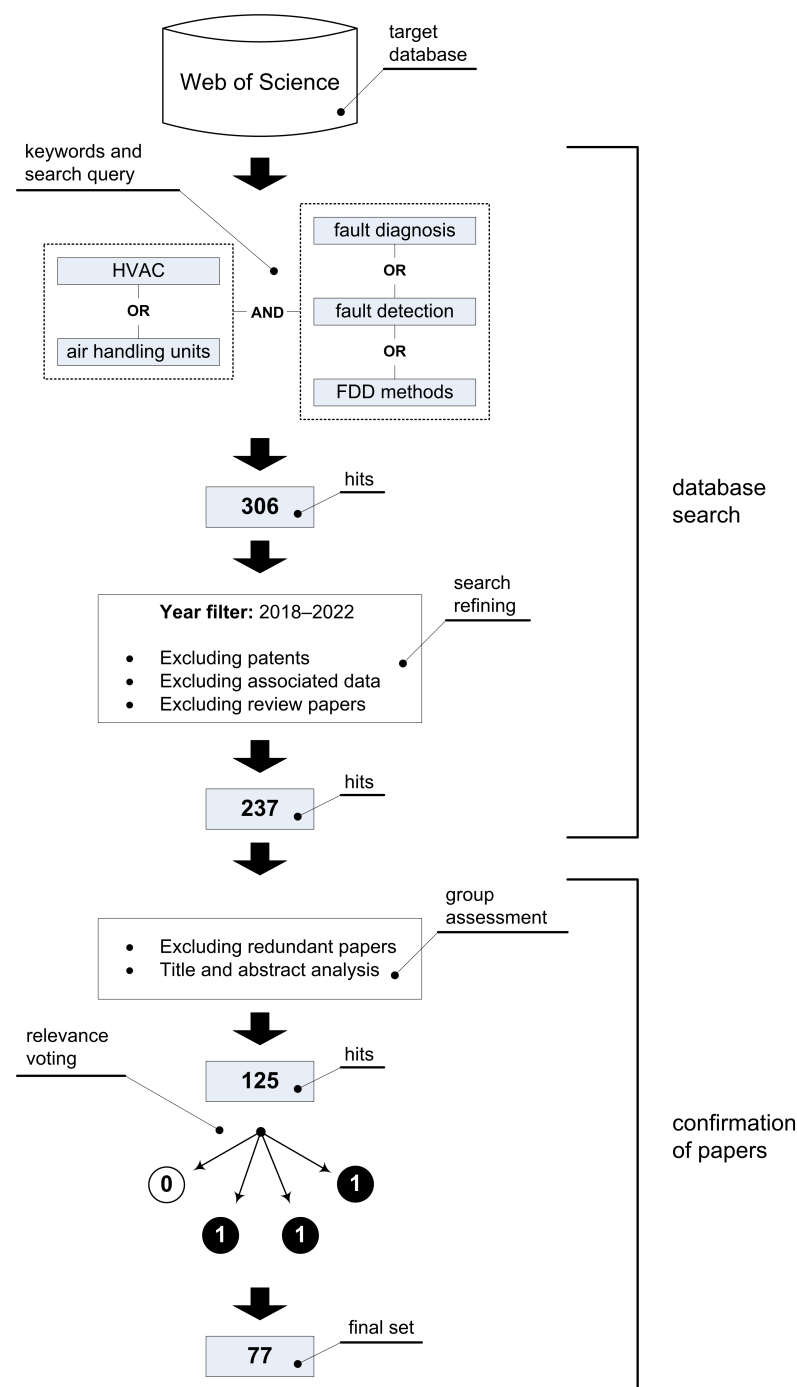 target
database
Web of Science
keywords and
search query
HVAC
OR
air handling units
AND
fault diagnosis
OR
fault detection
OR
FDD methods
hits
306
database
search
search
refining
Year filter: 2018–2022
• Excluding patents
• Excluding associated data
• Excluding review papers
hits
237
group
assessment
• Excluding redundant papers
• Title and abstract analysis
relevance
voting
hits
125
0
1
1
1
confirmation
of papers
final set
77